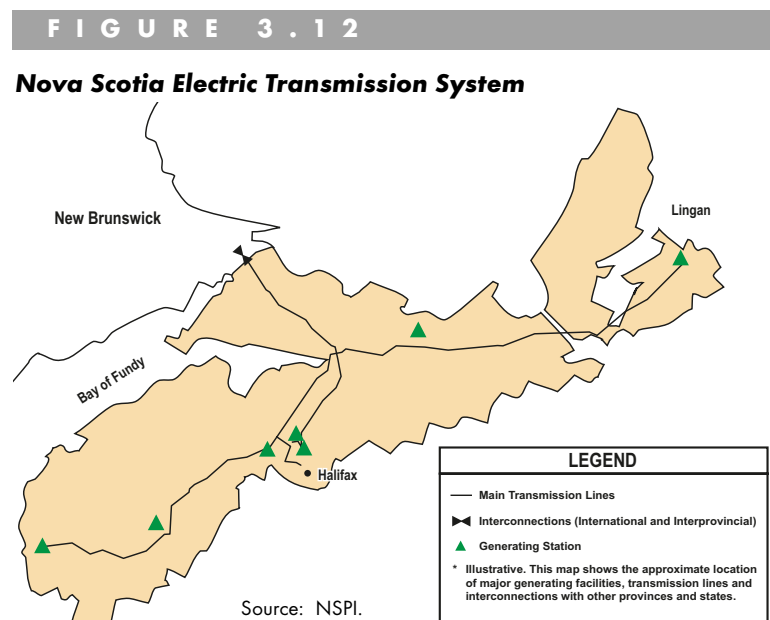 FIGURE 3.12
Nova Scotia Electric Transmission System
New Brunswick
Lingan
Bay of Fundy
Halifax
LEGEND
Main Transmission Lines
Interconnections (International and Interprovincial)
Generating Station
* Illustrative. This map shows the approximate location
of major generating facilities, transmission lines and
interconnections with other provinces and states.
Source: NSPI.